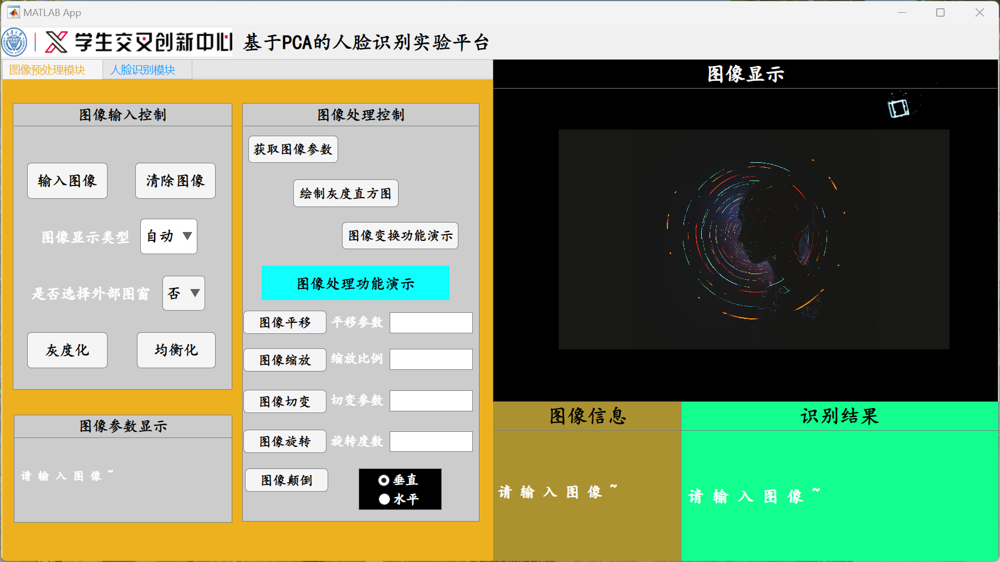 MATLAB App
学生交叉创新中心
基于PCA的人脸识别实验平台
图像预处理模块
人脸识别模块
图像输入控制
输入图像
清除图像
图像显示类型
自动
是否选择外部图窗
否
灰度化
均衡化
图像参数显示
请输入图像~
图像处理控制
获取图像参数
绘制灰度直方图
图像变换功能演示
图像处理功能演示
图像平移
平移参数
图像缩放
缩放比例
图像切变
切变参数
图像旋转
旋转度数
图像颠倒
垂直
水平
图像显示
图像信息
请输入图像~
识别结果
请输入图像~